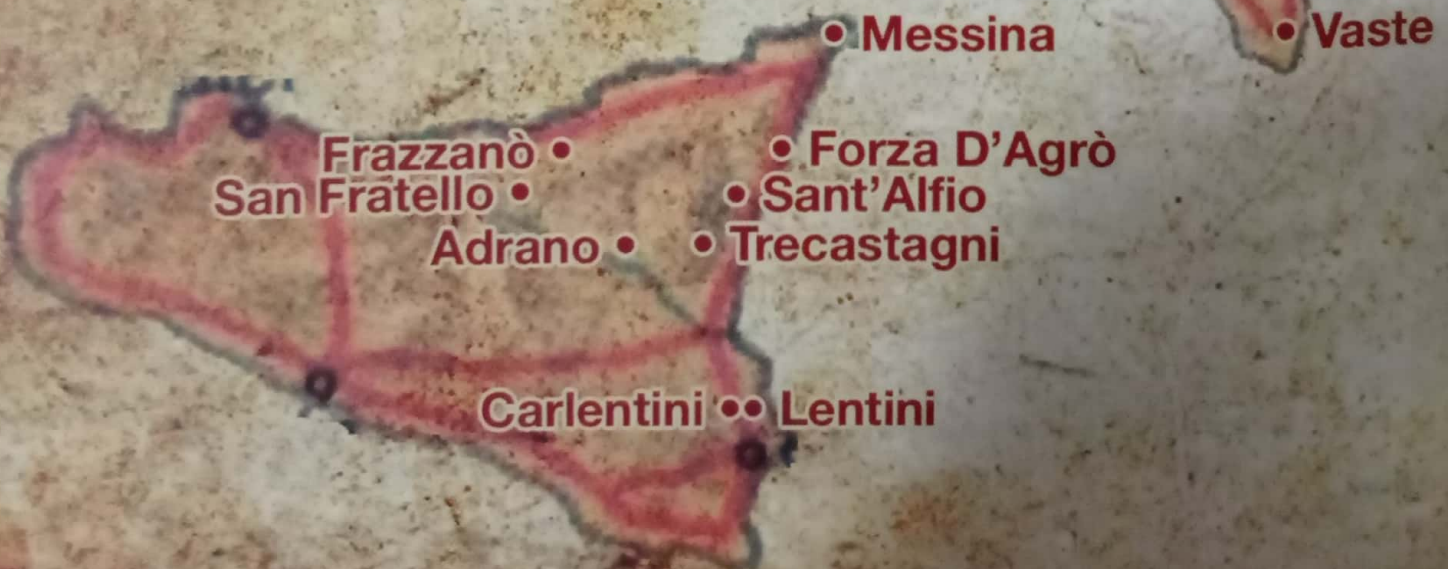 Messina
Vaste
Frazzanò
Forza D'Agrò
San Fratello
Sant'Alfio
Adrano
Trecastagni
Carlentini
Lentini